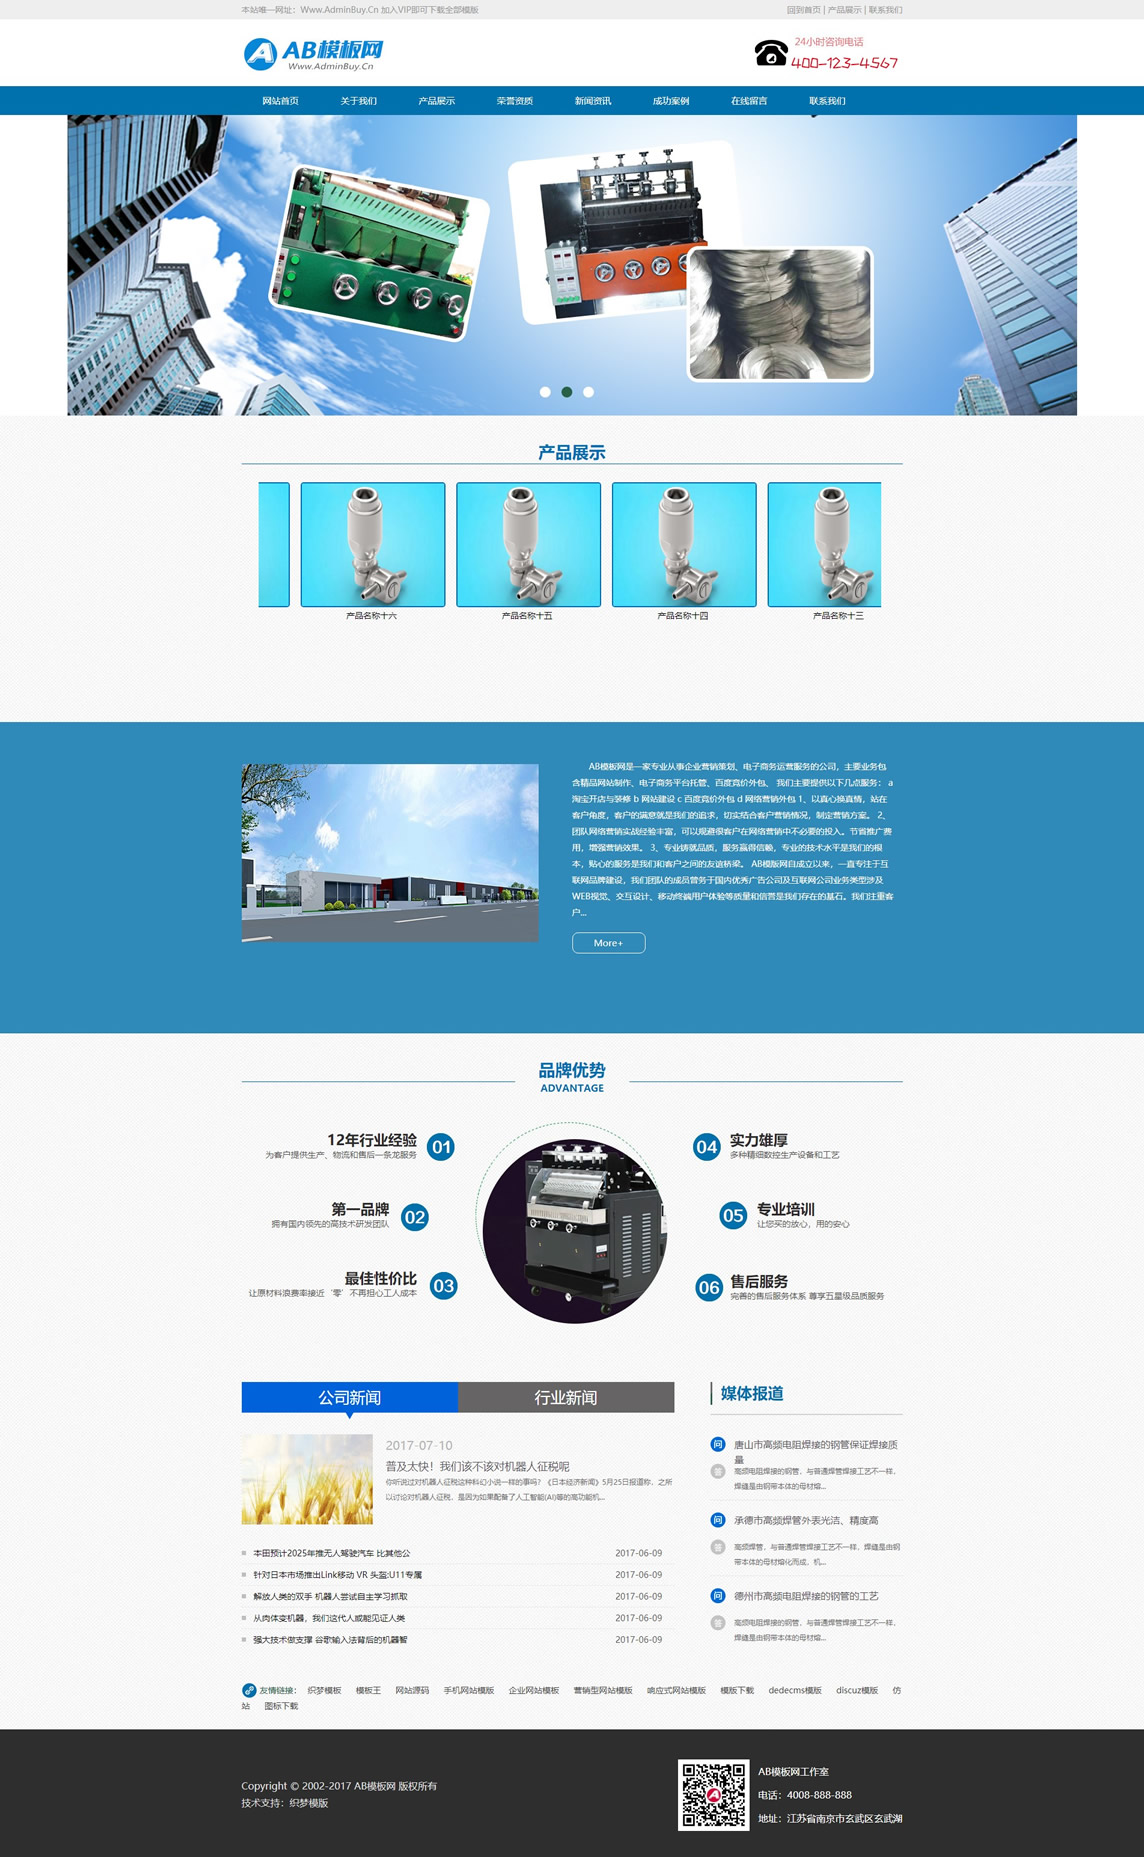 本站唯一网址：Www.AdminBuy.Cn 加入VIP即可下载全部模版
回到首页 | 产品展示 | 联系我们
AB模板网
Www.AdminBuy.Cn
24小时咨询电话
400-123-4567
网站首页 关于我们 产品展示 荣誉资质 新闻资讯 成功案例 在线留言 联系我们
产品展示
产品名称十六 产品名称十五 产品名称十四 产品名称十三
AB模板网是一家专业从事企业营销策划、电子商务运营服务的公司，主要业务包
含精品网站制作、电子商务平台托管、百度竞价外包、 我们主要提供以下几点服务： a
淘宝开店与装修 b 网站建设 c 百度竞价外包 d 网络营销外包 1、以真心换真情，站在
客户角度，客户的满意就是我们的追求，切实结合客户营销情况，制定营销方案。 2、
团队网络营销实战经验丰富，可以规避很客户在网络营销中不必要的投入。节省推广费
用，增强营销效果。 3、专业铸就品质，服务赢得信赖，专业的技术水平是我们的根
本，贴心的服务是我们和客户之间的友谊桥梁。 AB模版网自成立以来，一直专注于互
联网品牌建设，我们团队的成员曾务于国内优秀广告公司及互联网公司业务类型涉及
WEB视觉、交互设计、移动终端用户体验等质量和信誉是我们存在的基石。我们注重客
户...
More+
品牌优势
ADVANTAGE
12年行业经验
为客户提供生产、物流和售后一条龙服务
01
第一品牌
拥有国内领先的高技术研发团队
02
最佳性价比
让原材料浪费率接近‘零’不再担心工人成本
03
04
实力雄厚
多种精细数控生产设备和工艺
05
专业培训
让您买的放心，用的安心
06
售后服务
完善的售后服务体系 尊享五星级品质服务
公司新闻 行业新闻
2017-07-10
普及太快！我们该不该对机器人征税呢
你听说过对机器人征税这种科幻小说一样的事吗？《日本经济新闻》5月25日报道称，之所
以讨论对机器人征税，是因为如果配备了人工智能(AI)等的高功能机...
本田预计2025年推无人驾驶汽车 比其他公 2017-06-09
针对日本市场推出Link移动 VR 头盔:U11专属 2017-06-09
解放人类的双手 机器人尝试自主学习抓取 2017-06-09
从肉体变机器，我们这代人或能见证人类 2017-06-09
强大技术做支撑 谷歌输入法背后的机器智 2017-06-09
媒体报道
问 唐山市高频电阻焊接的钢管保证焊接质
量
答 高频电阻焊接的钢管，与普通焊管焊接工艺不一样，
焊缝是由钢带本体的母材熔...
问 承德市高频焊管外表光洁、精度高
答 高频焊管，与普通焊管焊接工艺不一样，焊缝是由钢
带本体的母材熔化而成，机...
问 德州市高频电阻焊接的钢管的工艺
答 高频电阻焊接的钢管，与普通焊管焊接工艺不一样，
焊缝是由钢带本体的母材熔...
友情链接： 织梦模板 模板王 网站源码 手机网站模版 企业网站模板 营销型网站模版 响应式网站模版 模版下载 dedecms模版 discuz模版 仿
站 图标下载
Copyright © 2002-2017 AB模板网 版权所有
技术支持：织梦模版
AB模板网工作室
电话：4008-888-888
地址：江苏省南京市玄武区玄武湖